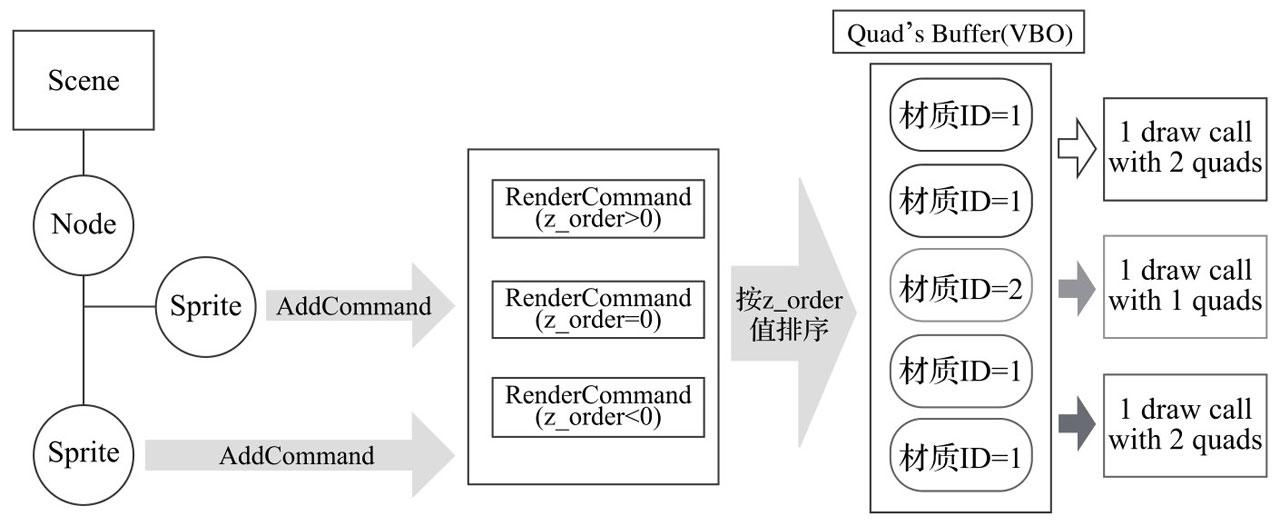 Scene
Node
Sprite
AddCommand
Sprite
AddCommand
RenderCommand
(z_order>0)
RenderCommand
(z_order=0)
RenderCommand
(z_order<0)
按z_order
值排序
Quad’s Buffer(VBO)
材质ID=1
材质ID=1
材质ID=2
材质ID=1
材质ID=1
1 draw call
with 2 quads
1 draw call
with 1 quads
1 draw call
with 2 quads